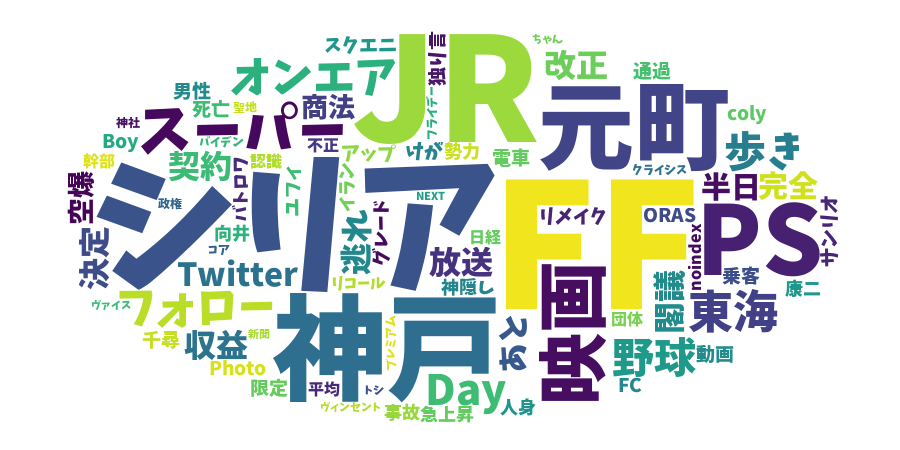 ちゃん
スクエニ
JR
独り言
オンエア
改正
通過
男性
死亡
聖地
商法
フライデー
元町
coly
神社
スーパー
Boy
バイデン
不正
アップ
けが
勢力
電車
歩き
幹部
契約
認識
クライシス
シリア
バトロワ
ユフィ
イラン
NEXT
FF
半日
完全
空爆
政権
グレード
リメイク
ORAS
PS
サンリオ
向井
コア
逃れ
日経
noindex
決定
Twitter
放送
乗客
リコール
神隠し
康二
ヴァイス
フォロー
神戸
映画
閣議
東海
千尋
収益
新聞
プレミアム
あと
団体
野球
動画
Photo
限定
平均
トシ
Day
FC
人身
ヴィンセント
事故
急上昇